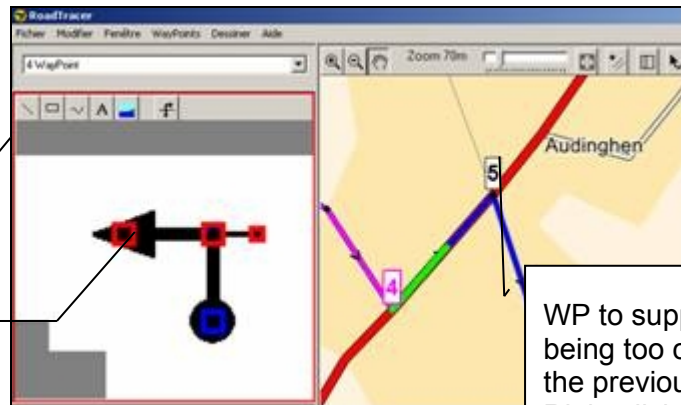 RoadTracer
Fichier Modifier Fenêtre WayPoints Dessiner Aide
4 WayPoint
Zoom 70m
A
Audinghen
5
4
WP to supp
being too c
the previou